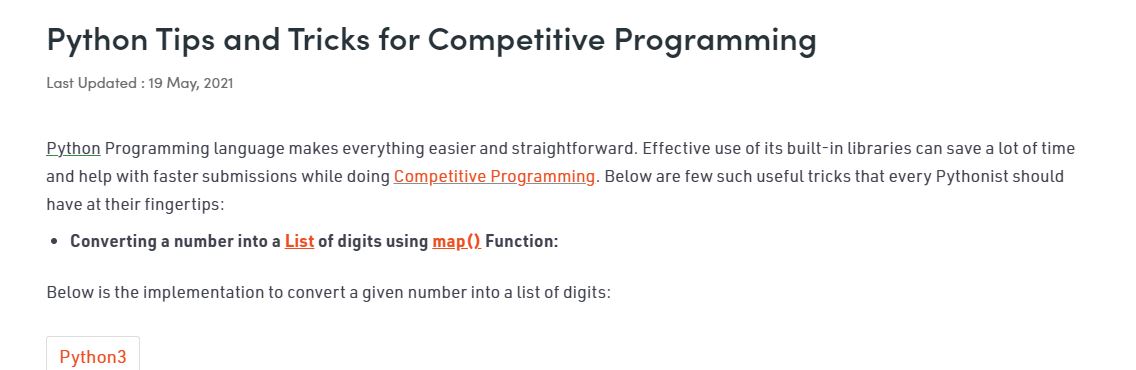 Python Tips and Tricks for Competitive Programming
Last Updated : 19 May, 2021
Python Programming language makes everything easier and straightforward. Effective use of its built-in libraries can save a lot of time
and help with faster submissions while doing Competitive Programming. Below are few such useful tricks that every Pythonist should
have at their fingertips:
• Converting a number into a List of digits using map() Function:
Below is the implementation to convert a given number into a list of digits:
Python3